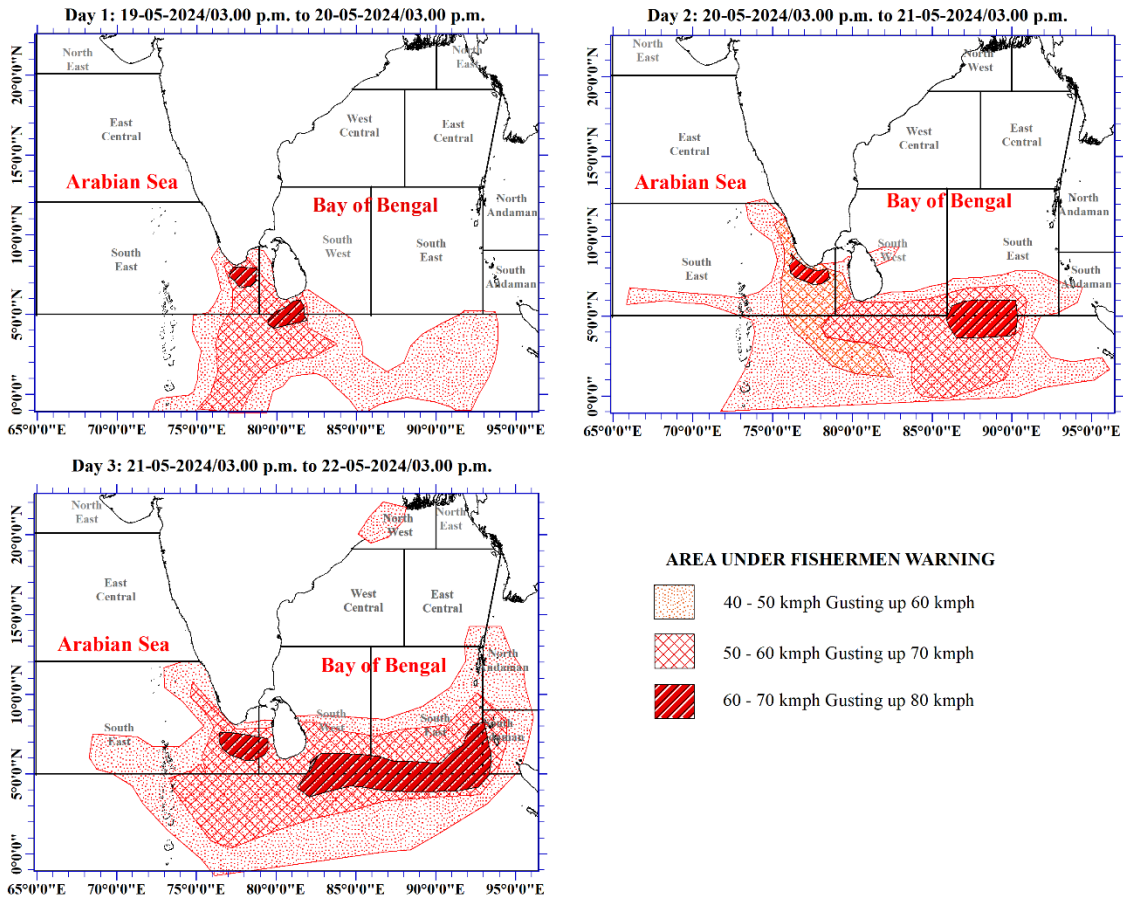 Day 1: 19-05-2024/03.00 p.m. to 20-05-2024/03.00 p.m.
North
East
North
East
East
Central
West
Central
East
Central
Arabian Sea
Bay of Bengal
North
Andaman
South
East
South
West
South
East
South
Andaman
20°0'0"N
15°0'0"N
10°0'0"N
5°0'0"N
0°0'0"
65°0'0"E 70°0'0"E 75°0'0"E 80°0'0"E 85°0'0"E 90°0'0"E 95°0'0"E
Day 2: 20-05-2024/03.00 p.m. to 21-05-2024/03.00 p.m.
North
East
North
West
East
Central
West
Central
East
Central
Arabian Sea
Bay of Bengal
North
Andaman
South
East
South
West
South
East
South
Andaman
20°0'0"N
15°0'0"N
10°0'0"N
5°0'0"N
0°0'0"
65°0'0"E 70°0'0"E 75°0'0"E 80°0'0"E 85°0'0"E 90°0'0"E 95°0'0"E
Day 3: 21-05-2024/03.00 p.m. to 22-05-2024/03.00 p.m.
North
East
North
West
North
East
East
Central
West
Central
East
Central
Arabian Sea
Bay of Bengal
North
Andaman
South
East
South
West
South
East
South
Andaman
20°0'0"N
15°0'0"N
10°0'0"N
5°0'0"N
0°0'0"
65°0'0"E 70°0'0"E 75°0'0"E 80°0'0"E 85°0'0"E 90°0'0"E 95°0'0"E
AREA UNDER FISHERMEN WARNING
40 - 50 kmph Gusting up 60 kmph
50 - 60 kmph Gusting up 70 kmph
60 - 70 kmph Gusting up 80 kmph